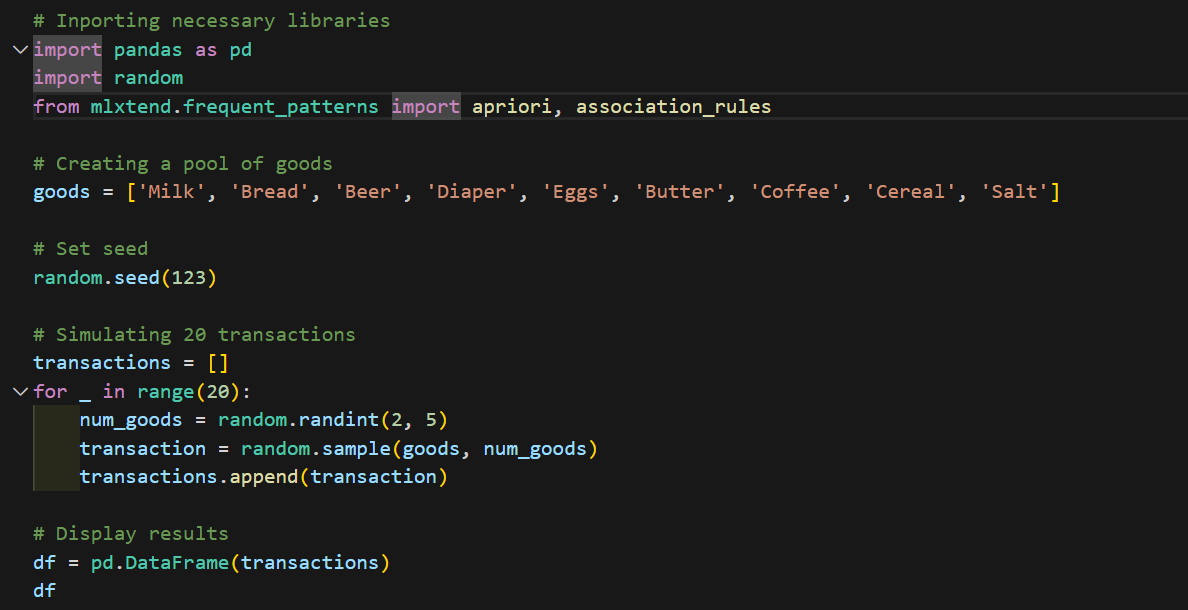 # Inporting necessary libraries
import pandas as pd
import random
from mlxtend.frequent_patterns import apriori, association_rules
# Creating a pool of goods
goods = ['Milk', 'Bread', 'Beer', 'Diaper', 'Eggs', 'Butter', 'Coffee', 'Cereal', 'Salt']
# Set seed
random.seed(123)
# Simulating 20 transactions
transactions = []
for _ in range(20):
    num_goods = random.randint(2, 5)
    transaction = random.sample(goods, num_goods)
    transactions.append(transaction)
# Display results
df = pd.DataFrame(transactions)
df